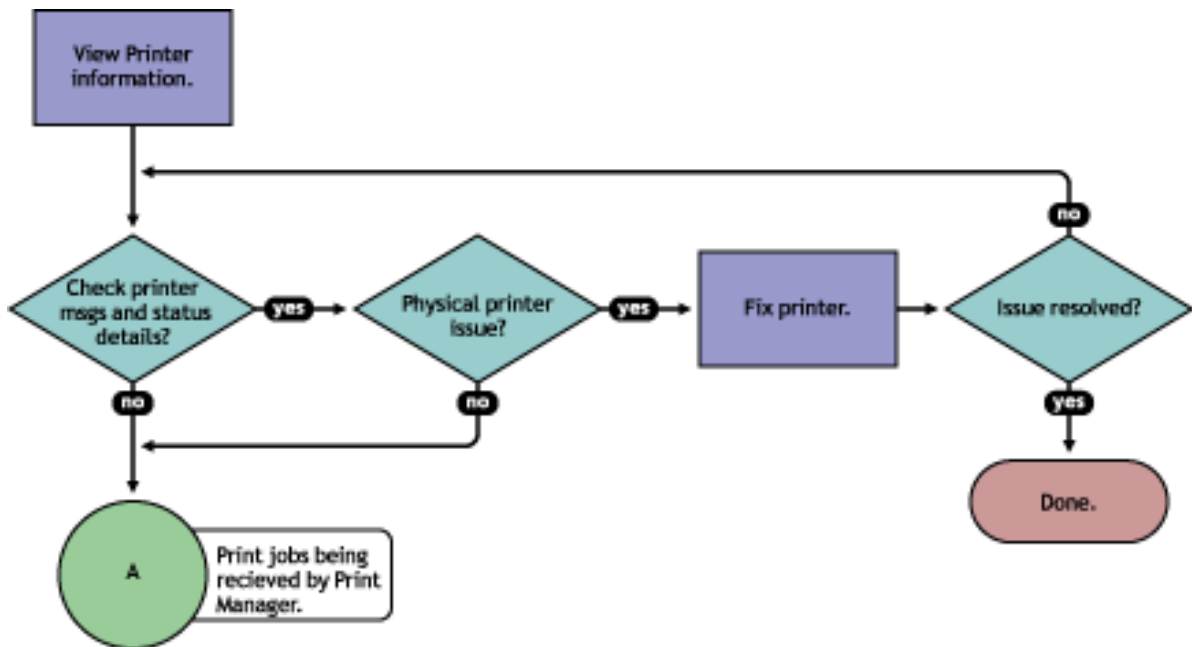 View Printer
information.
no
Check printer
msgs and status
details?
yes
Physical printer
issue?
yes
Fix printer.
Issue resolved?
no
no
yes
Done.
A
Print jobs being
recieved by Print
Manager.